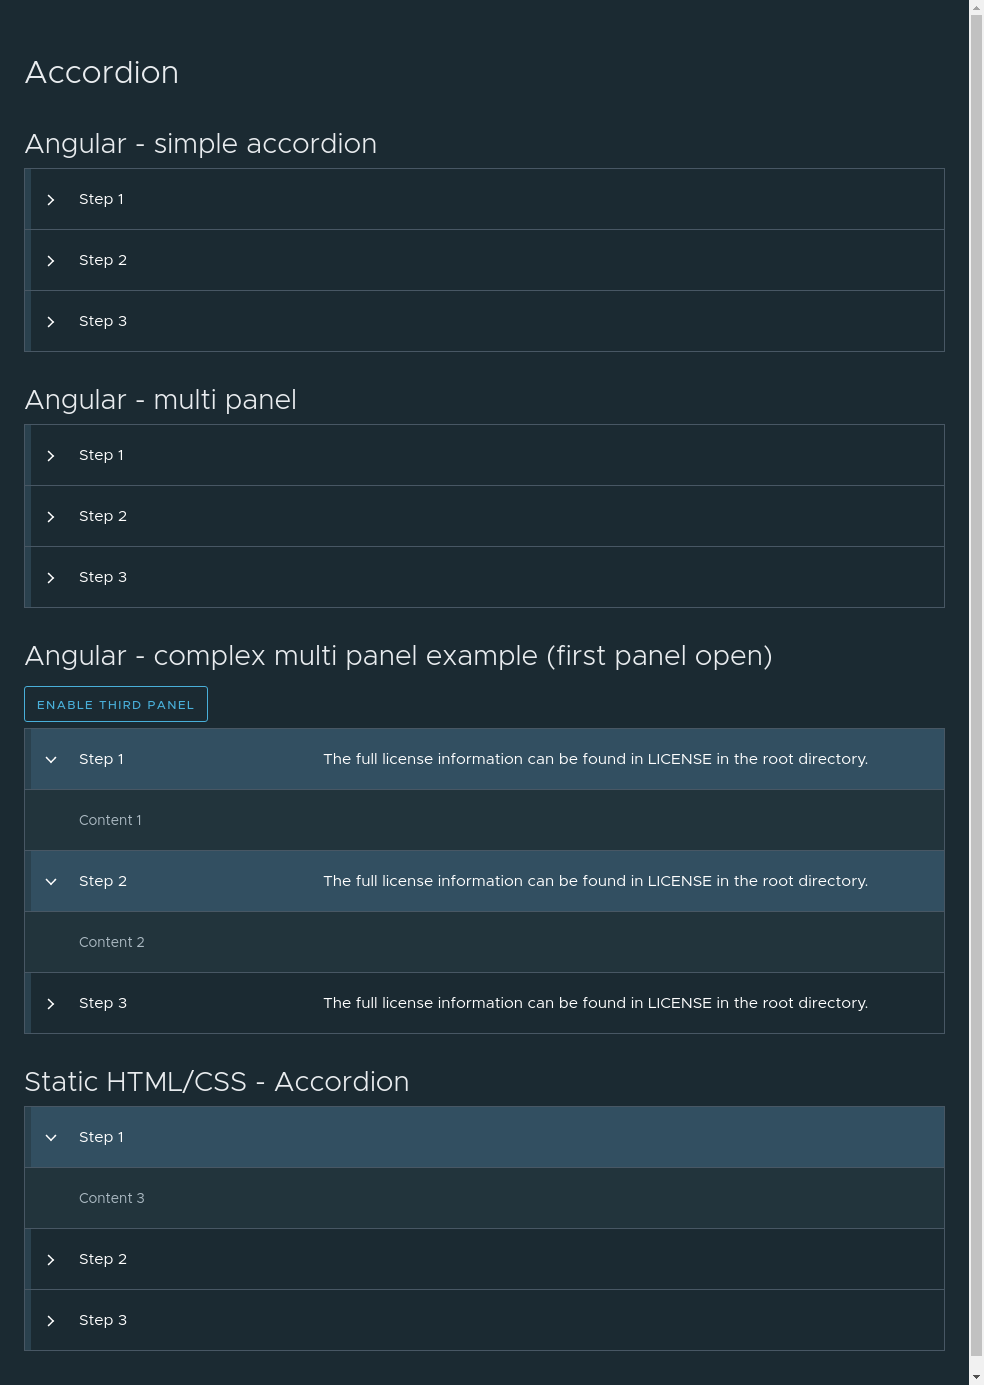 Accordion
Angular - simple accordion
Step 1
Step 2
Step 3
Angular - multi panel
Step 1
Step 2
Step 3
Angular - complex multi panel example (first panel open)
ENABLE THIRD PANEL
Step 1 The full license information can be found in LICENSE in the root directory.
Content 1
Step 2 The full license information can be found in LICENSE in the root directory.
Content 2
Step 3 The full license information can be found in LICENSE in the root directory.
Static HTML/CSS - Accordion
Step 1
Content 3
Step 2
Step 3